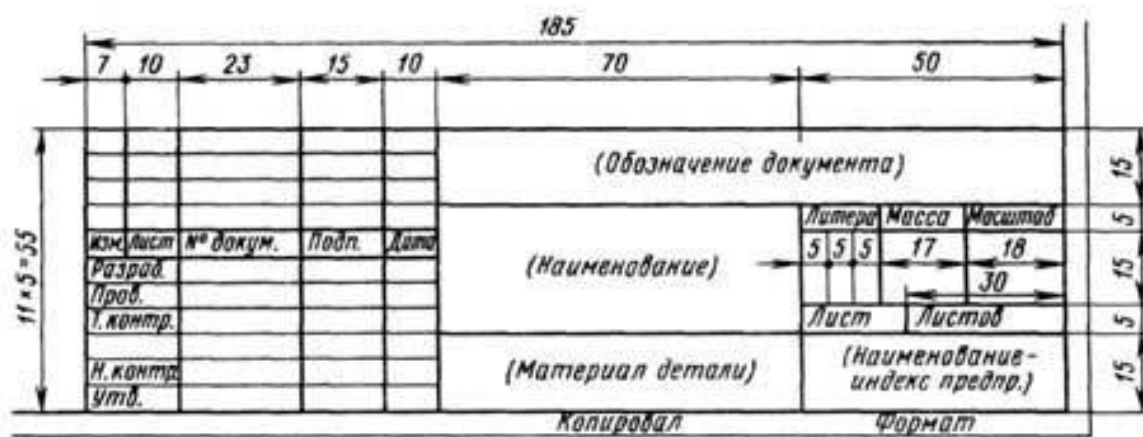 185
7 10 23 15 10 70 50
(Обозначение документа)
15
Литера Масса Масштаб
5
Изм. Лист № докум. Подп. Дата
(Наименование)
5 5 5 17 18
15
11×5=55
Разраб.
30
Пров.
Т.контр.
Лист Листов
5
(Материал детали)
(Наименование-
индекс предпр.)
15
Н.контр.
Утв.
Копировал Формат